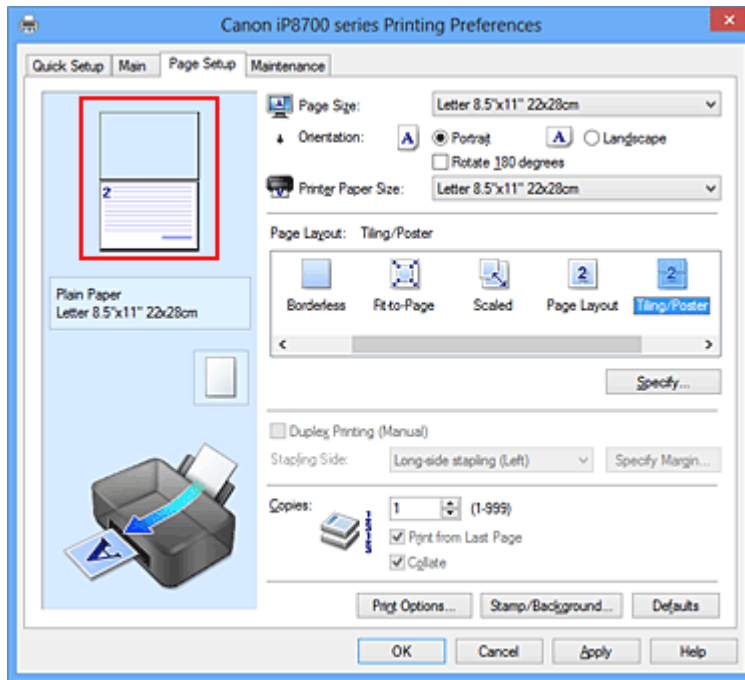 Canon iP8700 series Printing Preferences
Quick Setup Main Page Setup Maintenance
2
Plain Paper
Letter 8.5"x11" 22x28cm
A
Page Size: Letter 8.5"x11" 22x28cm
Orientation: A Portrait A Landscape
Rotate 180 degrees
Printer Paper Size: Letter 8.5"x11" 22x28cm
Page Layout: Tiling/Poster
2 2
Borderless Fit-to-Page Scaled Page Layout Tiling/Poster
Specify...
Duplex Printing (Manual)
Stapling Side: Long-side stapling (Left) Specify Margin...
Copies: 1 (1-999)
Print from Last Page
Collate
Print Options... Stamp/Background... Defaults
OK Cancel Apply Help